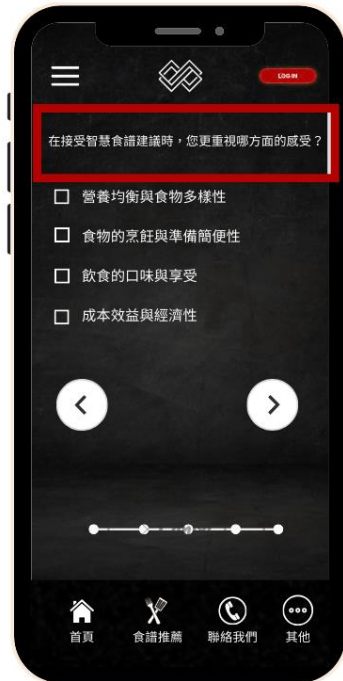 LOG IN
在接受智慧食譜建議時，您更重視哪方面的感受？
營養均衡與食物多樣性
食物的烹飪與準備簡便性
飲食的口味與享受
成本效益與經濟性
首頁
食譜推薦
聯絡我們
其他